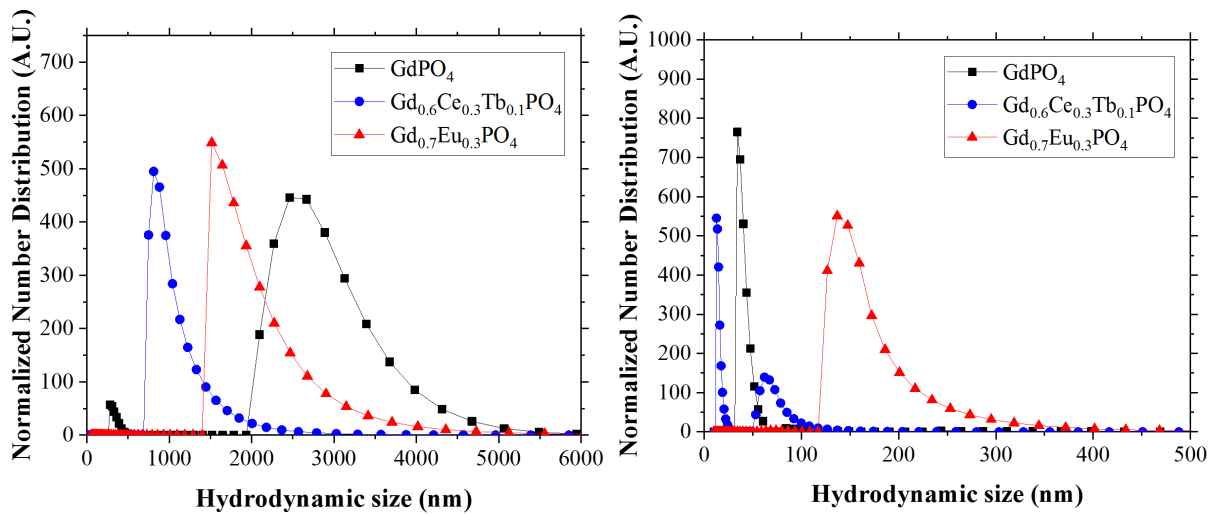 Normalized Number Distribution (A.U.)
700
600
500
400
300
200
100
0
0 1000 2000 3000 4000 5000 6000
Hydrodynamic size (nm)
GdPO₄
Gd₀.₆Ce₀.₃Tb₀.₁PO₄
Gd₀.₇Eu₀.₃PO₄
Normalized Number Distribution (A.U.)
1000
900
800
700
600
500
400
300
200
100
0
0 100 200 300 400 500
Hydrodynamic size (nm)
GdPO₄
Gd₀.₆Ce₀.₃Tb₀.₁PO₄
Gd₀.₇Eu₀.₃PO₄